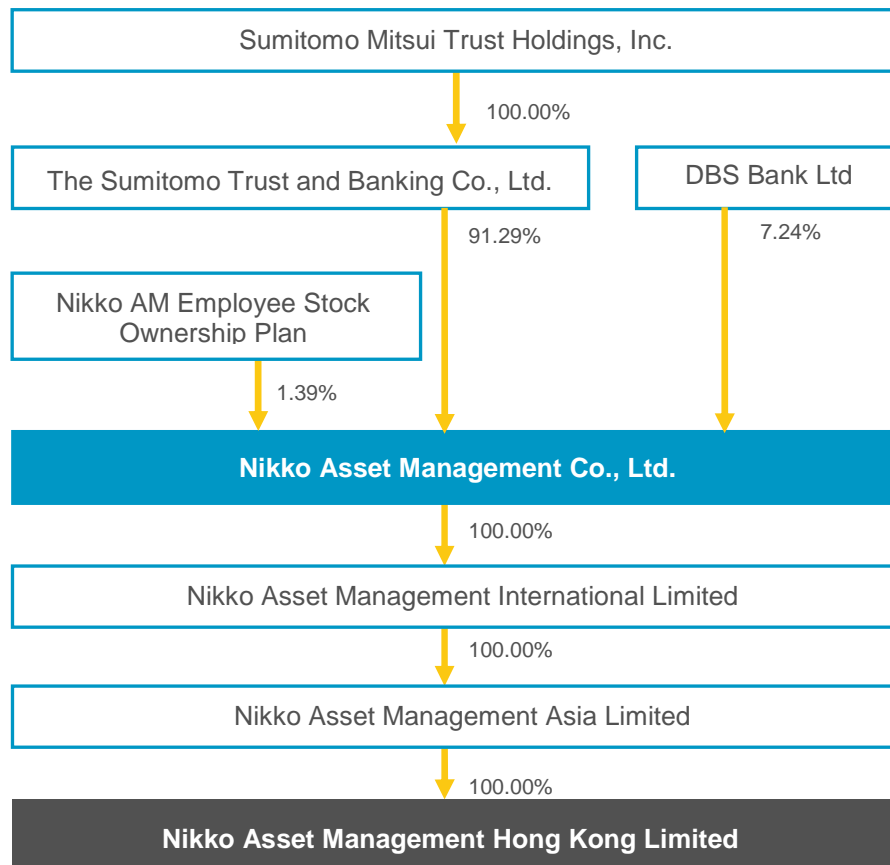 Sumitomo Mitsui Trust Holdings, Inc.
100.00%
The Sumitomo Trust and Banking Co., Ltd.
DBS Bank Ltd
91.29%
7.24%
Nikko AM Employee Stock
Ownership Plan
1.39%
Nikko Asset Management Co., Ltd.
100.00%
Nikko Asset Management International Limited
100.00%
Nikko Asset Management Asia Limited
100.00%
Nikko Asset Management Hong Kong Limited